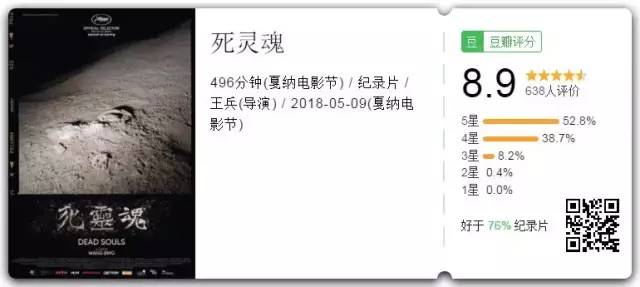 OFFICIAL SELECTION
死靈魂
DEAD SOULS
WANG BING
死灵魂
496分钟(戛纳电影节) / 纪录片 /
王兵(导演) / 2018-05-09(戛纳电
影节)
豆 豆瓣评分
8.9
638人评价
5星 52.8%
4星 38.7%
3星 8.2%
2星 0.4%
1星 0.0%
好于 76% 纪录片